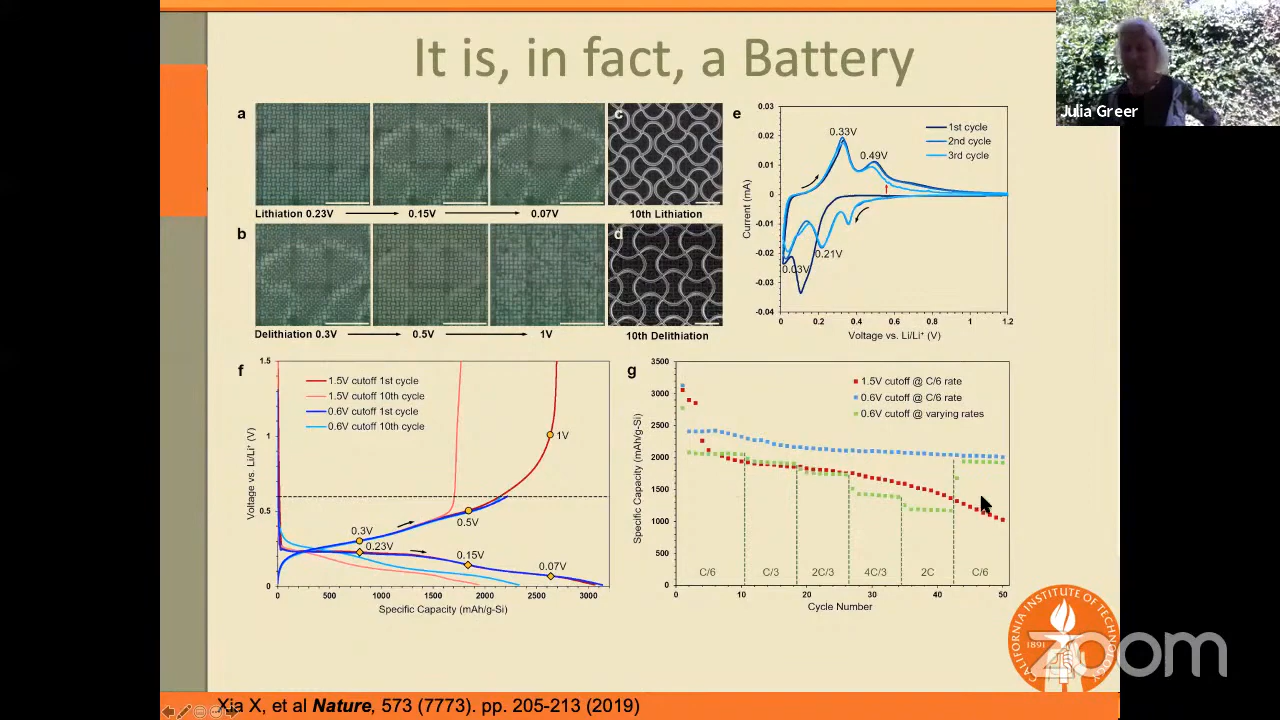 It is, in fact, a Battery
Julia Greer
a
c
Lithiation 0.23V 0.15V 0.07V
10th Lithiation
b
d
Delithiation 0.3V 0.5V 1V
10th Delithiation
e
0.03
0.02
0.01
0
-0.01
-0.02
-0.03
-0.04
Current (mA)
0.33V
0.49V
0.21V
0.03V
1st cycle
2nd cycle
3rd cycle
0 0.2 0.4 0.6 0.8 1 1.2
Voltage vs. Li/Li⁺ (V)
f
1.5
1
0.5
0
Voltage vs. Li/Li⁺ (V)
1.5V cutoff 1st cycle
1.5V cutoff 10th cycle
0.6V cutoff 1st cycle
0.6V cutoff 10th cycle
1V
0.5V
0.3V
0.23V
0.15V
0.07V
0 500 1000 1500 2000 2500 3000
Specific Capacity (mAh/g-Si)
g
3500
3000
2500
2000
1500
1000
500
0
Specific Capacity (mAh/g-Si)
1.5V cutoff @ C/6 rate
0.6V cutoff @ C/6 rate
0.6V cutoff @ varying rates
C/6 C/3 2C/3 4C/3 2C C/6
0 10 20 30 40 50
Cycle Number
CALIFORNIA INSTITUTE OF TECHNOLOGY
1891
zoom
Xia X, et al Nature, 573 (7773). pp. 205-213 (2019)